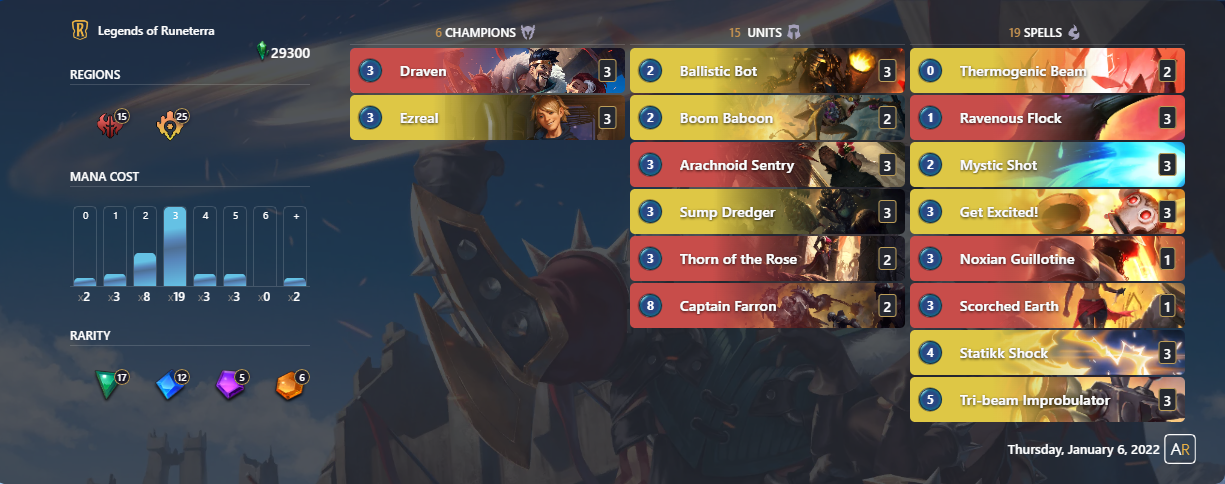 Legends of Runeterra
29300
REGIONS
15 25
MANA COST
0 1 2 3 4 5 6 +
x2 x3 x8 x19 x3 x3 x0 x2
RARITY
17 12 5 6
6 CHAMPIONS
3 Draven 3
3 Ezreal 3
15 UNITS
2 Ballistic Bot 3
2 Boom Baboon 2
3 Arachnoid Sentry 3
3 Sump Dredger 3
3 Thorn of the Rose 2
8 Captain Farron 2
19 SPELLS
0 Thermogenic Beam 2
1 Ravenous Flock 3
2 Mystic Shot 3
3 Get Excited! 3
3 Noxian Guillotine 1
3 Scorched Earth 1
4 Statikk Shock 3
5 Tri-beam Improbulator 3
Thursday, January 6, 2022 AR